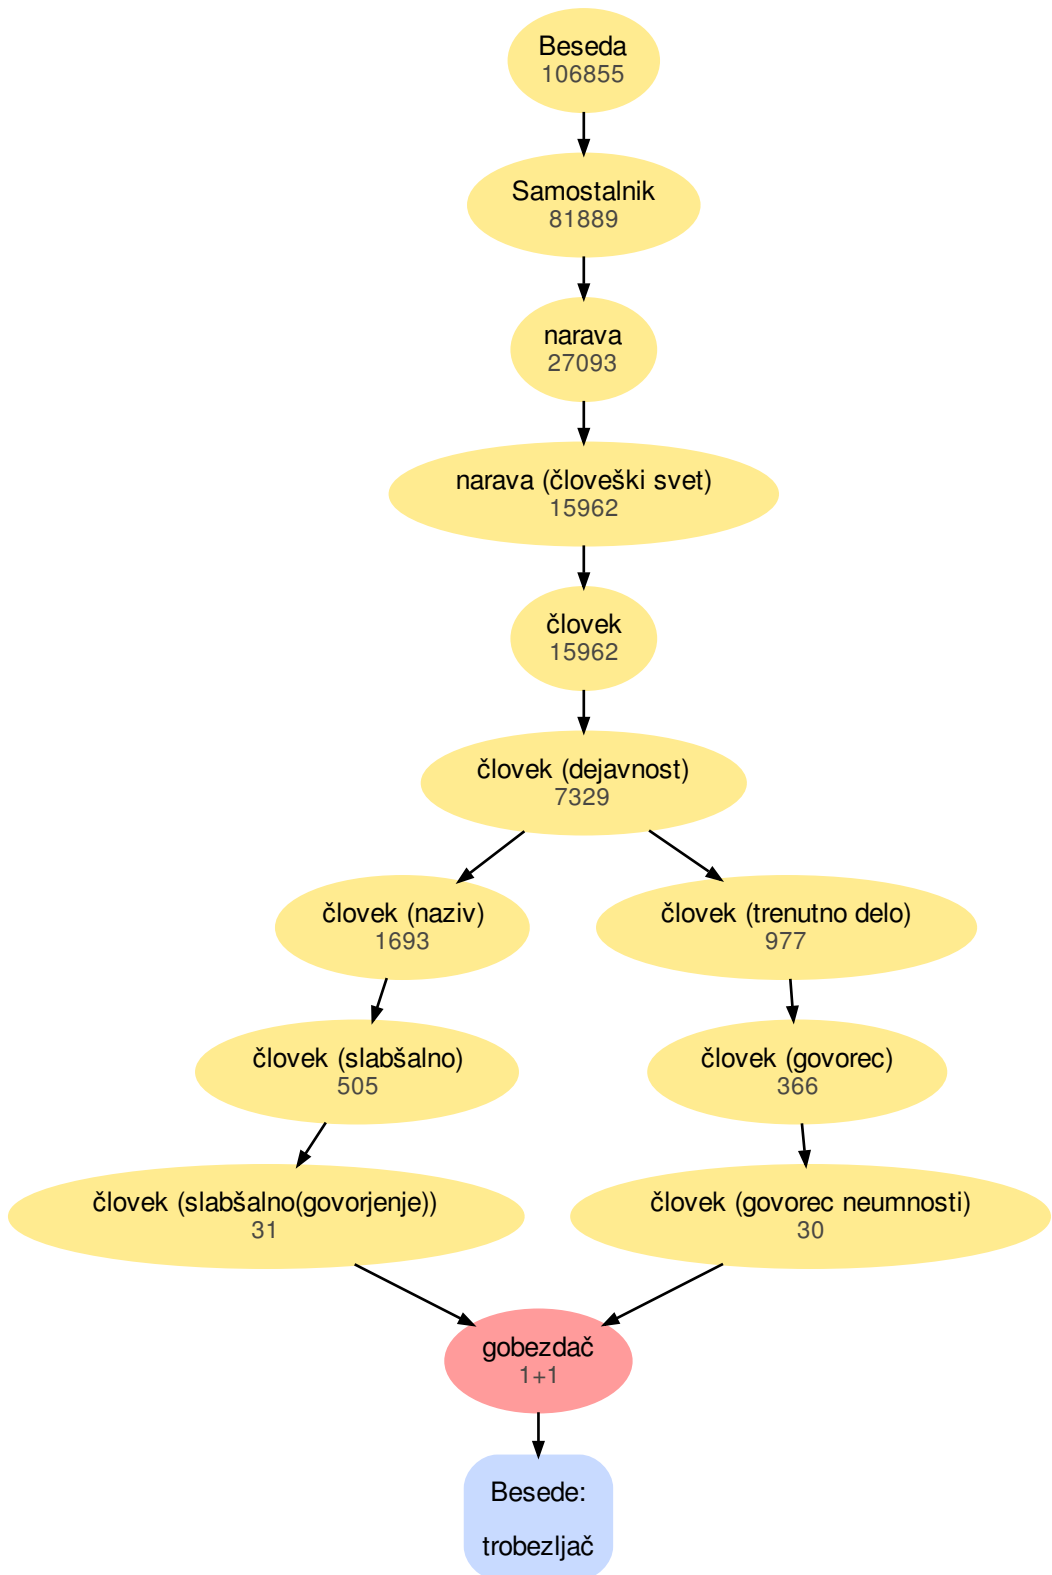 Beseda
106855
Samostalnik
81889
narava
27093
narava (človeški svet)
15962
človek
15962
človek (dejavnost)
7329
človek (naziv)
1693
človek (trenutno delo)
977
človek (slabšalno)
505
človek (govorec)
366
človek (slabšalno(govorjenje))
31
človek (govorec neumnosti)
30
gobezdač
1+1
Besede:
trobezljač